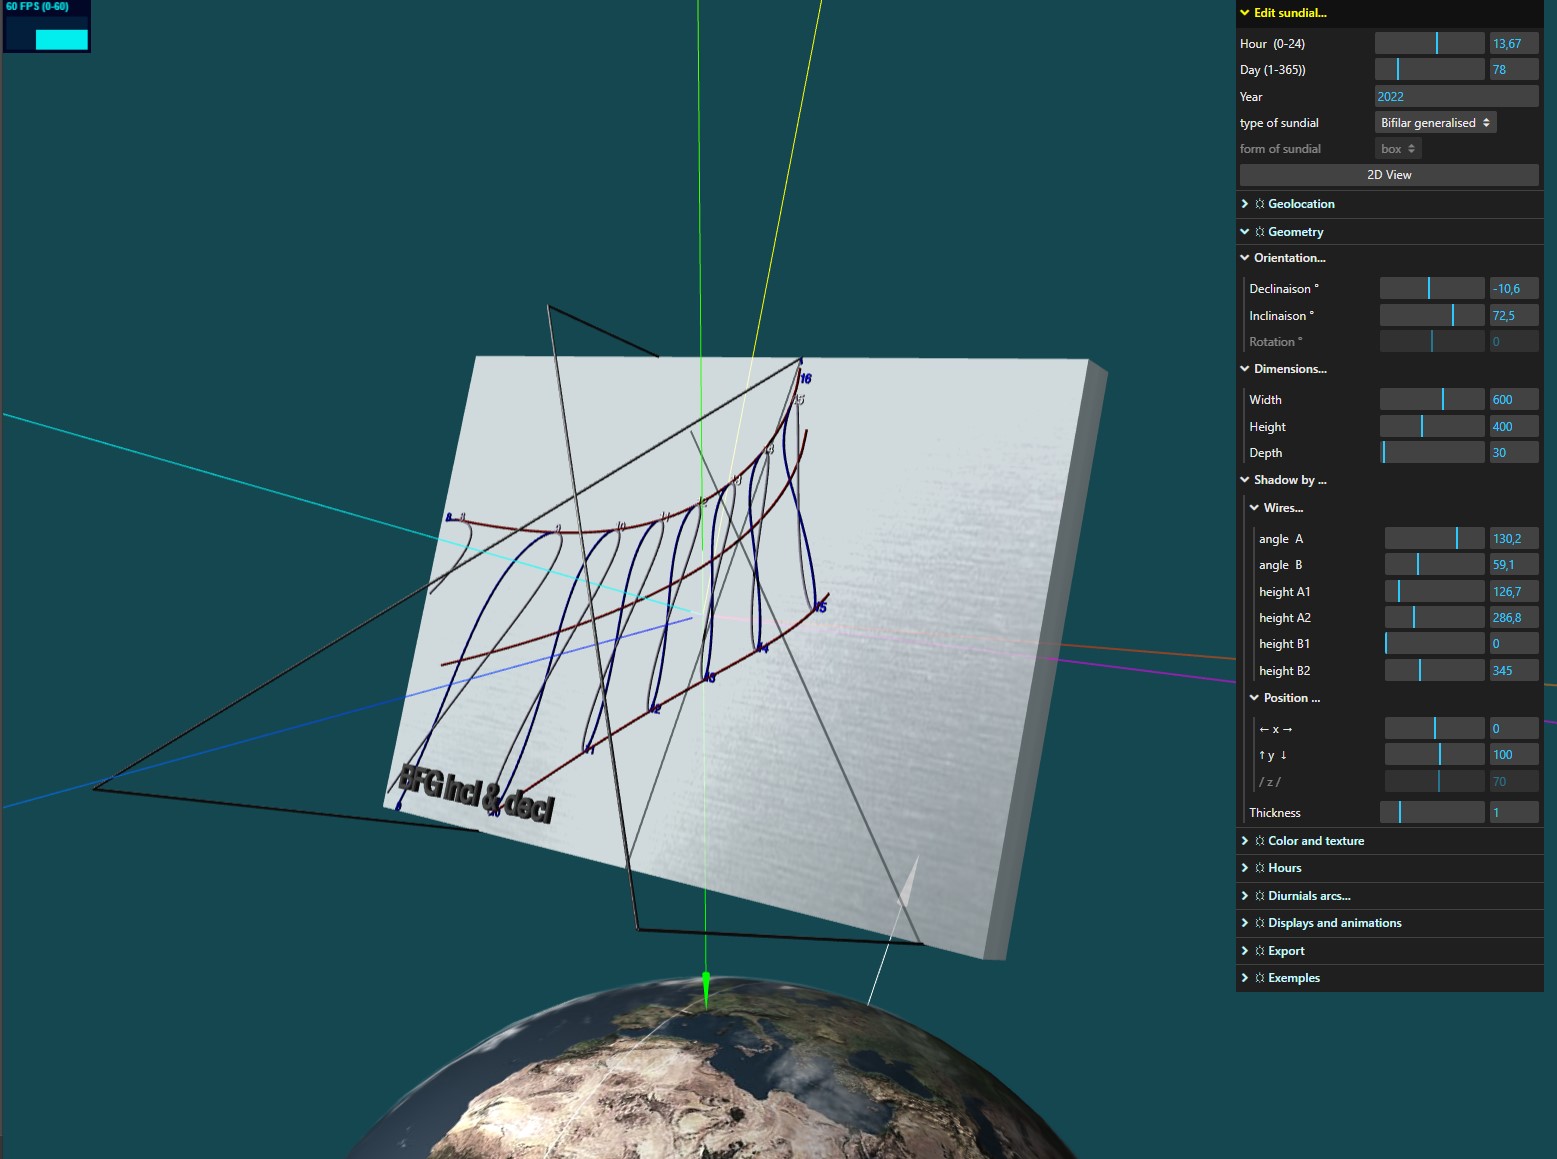 60 FPS (0-60)
16
15
14
13
12
11
10
9
8 8
15
14
13
12
11
10
9
BFG Incl & decl
Edit sundial...
Hour (0-24) 13,67
Day (1-365)) 78
Year 2022
type of sundial Bifilar generalised
form of sundial box
2D View
Geolocation
Geometry
Orientation...
Declinaison ° -10,6
Inclinaison ° 72,5
Rotation ° 0
Dimensions...
Width 600
Height 400
Depth 30
Shadow by ...
Wires...
angle A 130,2
angle B 59,1
height A1 126,7
height A2 286,8
height B1 0
height B2 345
Position ...
← x → 0
↑ y ↓ 100
/ z / 70
Thickness 1
Color and texture
Hours
Diurnials arcs...
Displays and animations
Export
Exemples